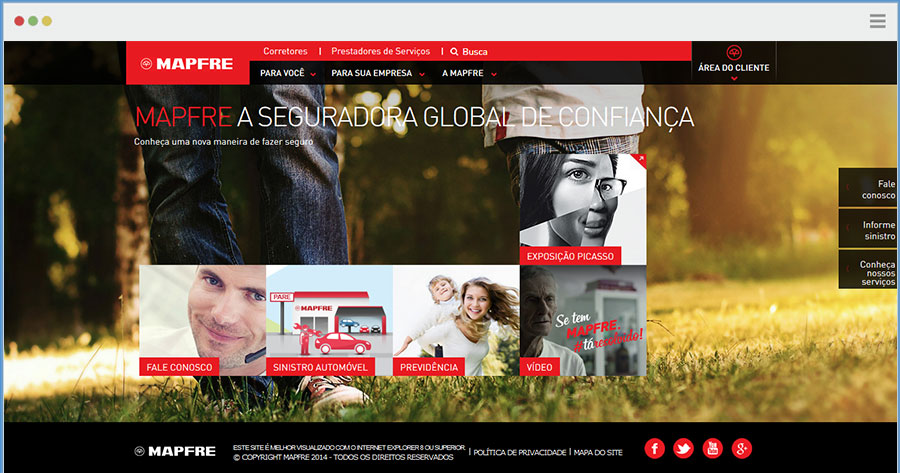 Corretores | Prestadores de Serviços | Busca
MAPFRE
PARA VOCÊ
PARA SUA EMPRESA
A MAPFRE
ÁREA DO CLIENTE
MAPFRE A SEGURADORA GLOBAL DE CONFIANÇA
Conheça uma nova maneira de fazer seguro
Fale
conosco
Informe
sinistro
Conheça
nossos
serviços
EXPOSIÇÃO PICASSO
PARE
MAPFRE
Se tem
MAPFRE,
tá resolvido!
FALE CONOSCO
SINISTRO AUTOMÓVEL
PREVIDÊNCIA
VÍDEO
MAPFRE
ESTE SITE É MELHOR VISUALIZADO COM O INTERNET EXPLORER 8 OU SUPERIOR.
© COPYRIGHT MAPFRE 2014 - TODOS OS DIREITOS RESERVADOS
| POLÍTICA DE PRIVACIDADE | MAPA DO SITE
f
You
Tube
g+